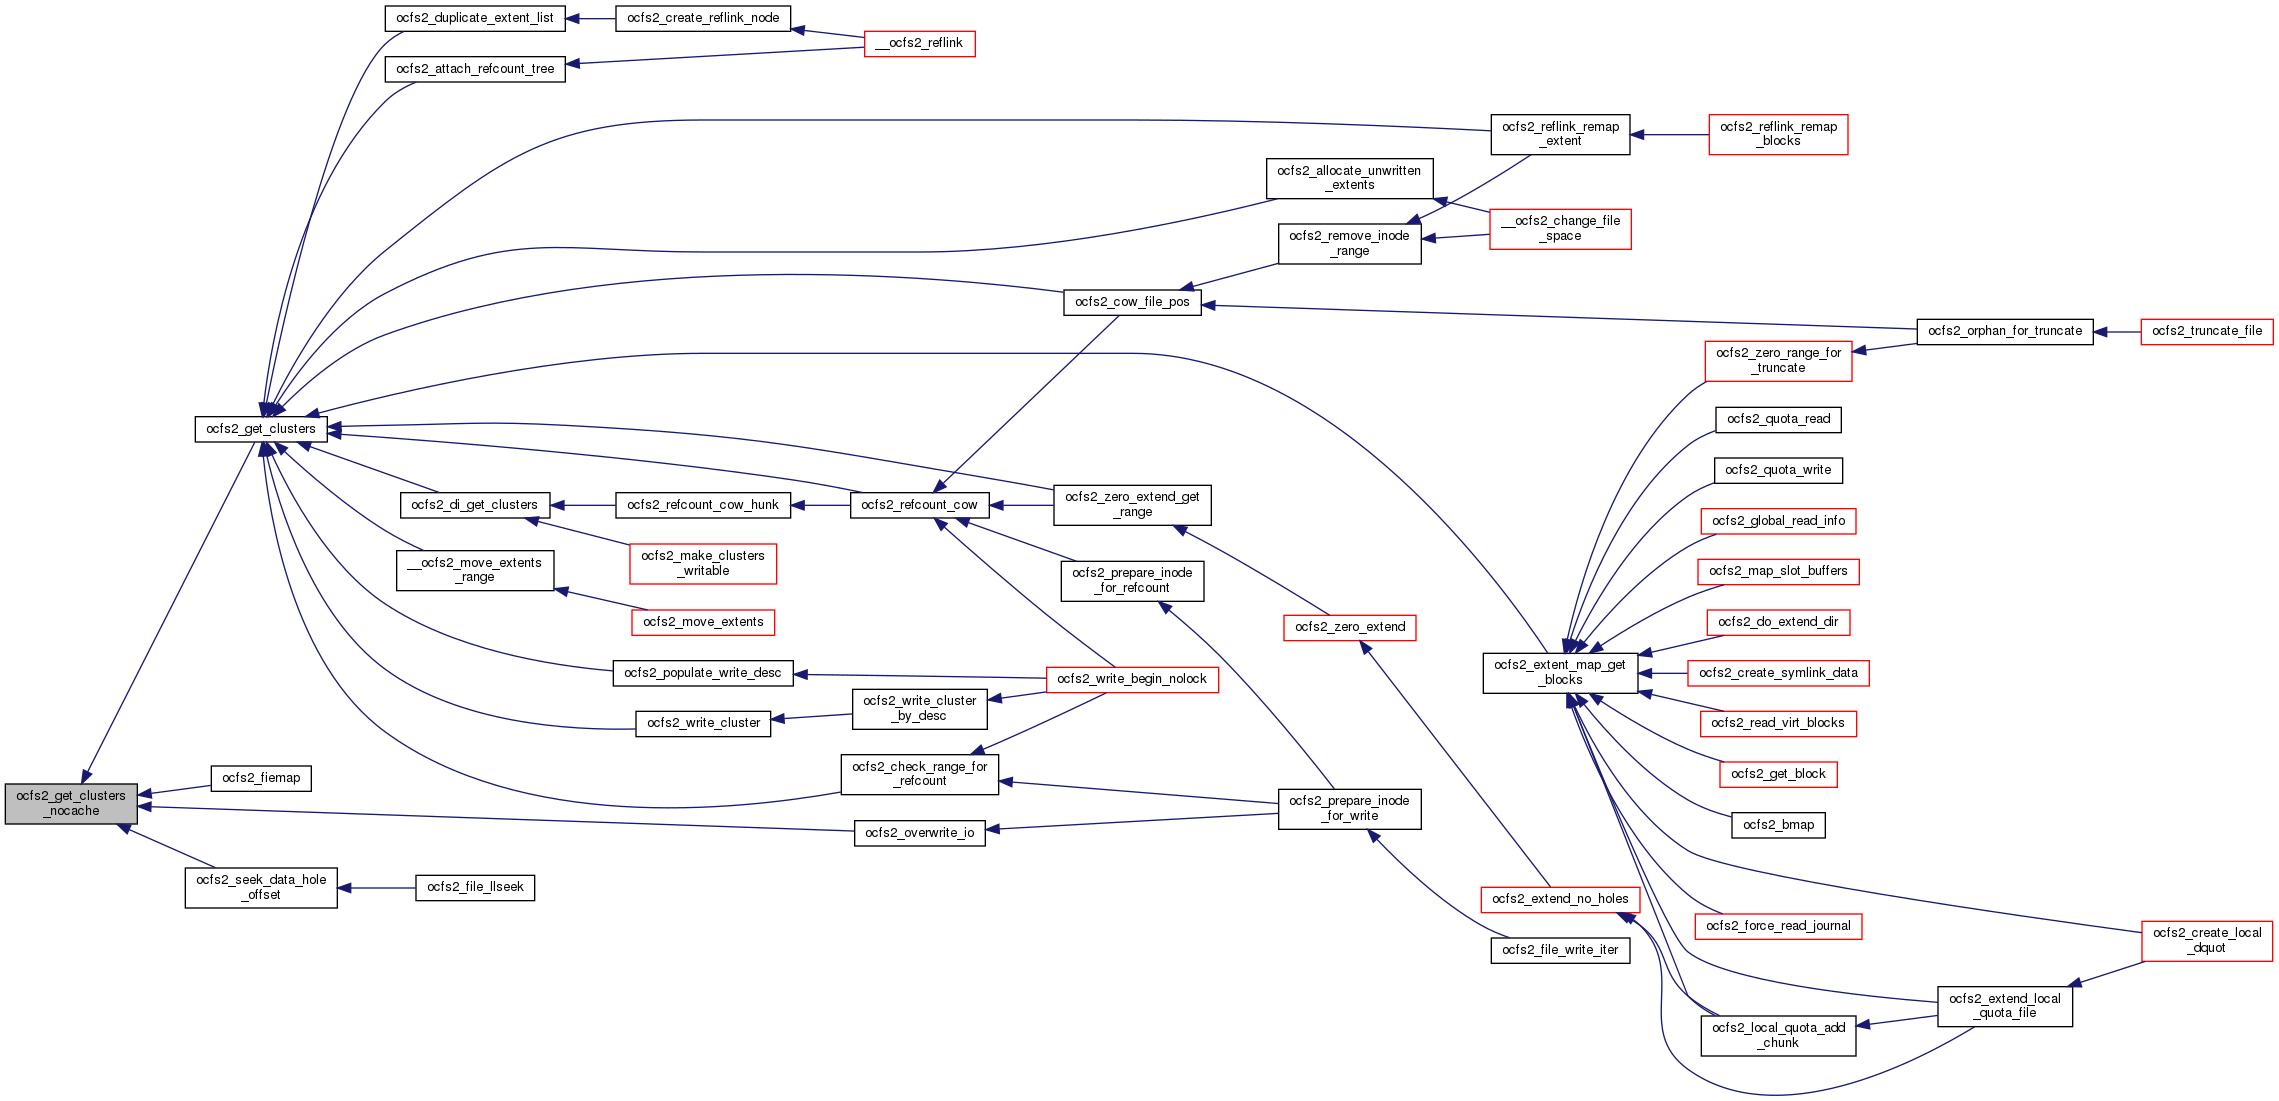 ocfs2_duplicate_extent_list
ocfs2_create_reflink_node
__ocfs2_reflink
ocfs2_attach_refcount_tree
ocfs2_reflink_remap
_extent
ocfs2_reflink_remap
_blocks
ocfs2_allocate_unwritten
_extents
__ocfs2_change_file
_space
ocfs2_remove_inode
_range
ocfs2_cow_file_pos
ocfs2_orphan_for_truncate
ocfs2_truncate_file
ocfs2_zero_range_for
_truncate
ocfs2_quota_read
ocfs2_get_clusters
ocfs2_quota_write
ocfs2_di_get_clusters
ocfs2_refcount_cow_hunk
ocfs2_refcount_cow
ocfs2_zero_extend_get
_range
ocfs2_global_read_info
ocfs2_make_clusters
_writable
__ocfs2_move_extents
_range
ocfs2_prepare_inode
_for_refcount
ocfs2_map_slot_buffers
ocfs2_move_extents
ocfs2_zero_extend
ocfs2_do_extend_dir
ocfs2_populate_write_desc
ocfs2_write_begin_nolock
ocfs2_extent_map_get
_blocks
ocfs2_create_symlink_data
ocfs2_write_cluster
ocfs2_write_cluster
_by_desc
ocfs2_read_virt_blocks
ocfs2_fiemap
ocfs2_check_range_for
_refcount
ocfs2_get_block
ocfs2_get_clusters
_nocache
ocfs2_prepare_inode
_for_write
ocfs2_overwrite_io
ocfs2_bmap
ocfs2_seek_data_hole
_offset
ocfs2_file_llseek
ocfs2_extend_no_holes
ocfs2_force_read_journal
ocfs2_file_write_iter
ocfs2_create_local
_dquot
ocfs2_extend_local
_quota_file
ocfs2_local_quota_add
_chunk